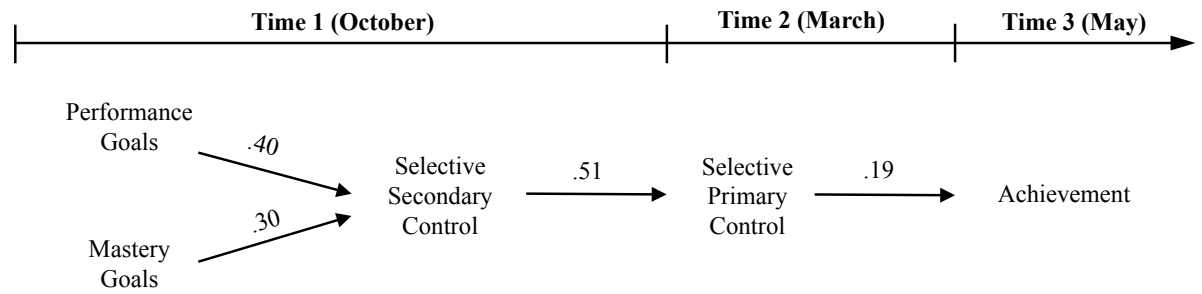 Time 1 (October)
Time 2 (March)
Time 3 (May)
Performance
Goals
.40
Mastery
Goals
.30
Selective
Secondary
Control
.51
Selective
Primary
Control
.19
Achievement